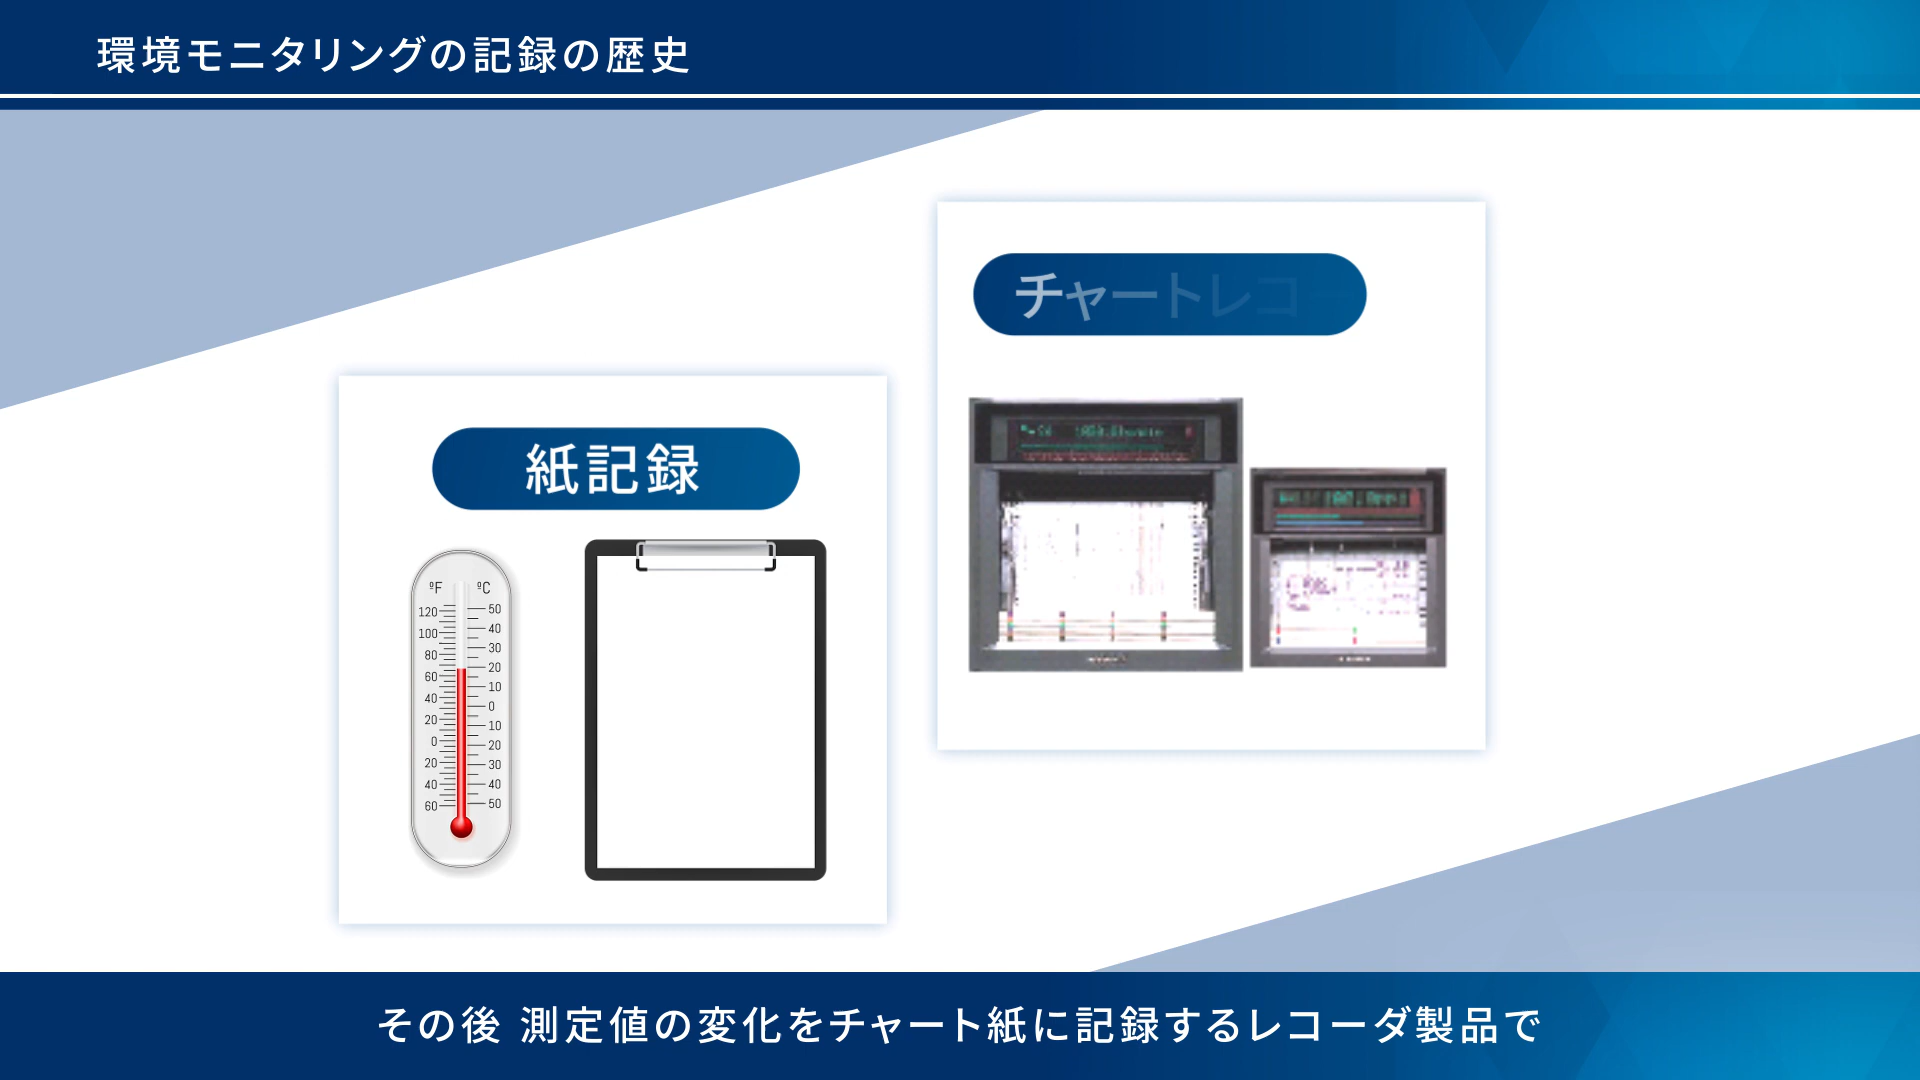 環境モニタリングの記録の歴史
チャートレコ
紙記録
ºF ºC
120 50
100 40
80 30
60 20
40 10
20 0
0 10
20 20
40 30
60 40
50
その後 測定値の変化をチャート紙に記録するレコーダ製品で